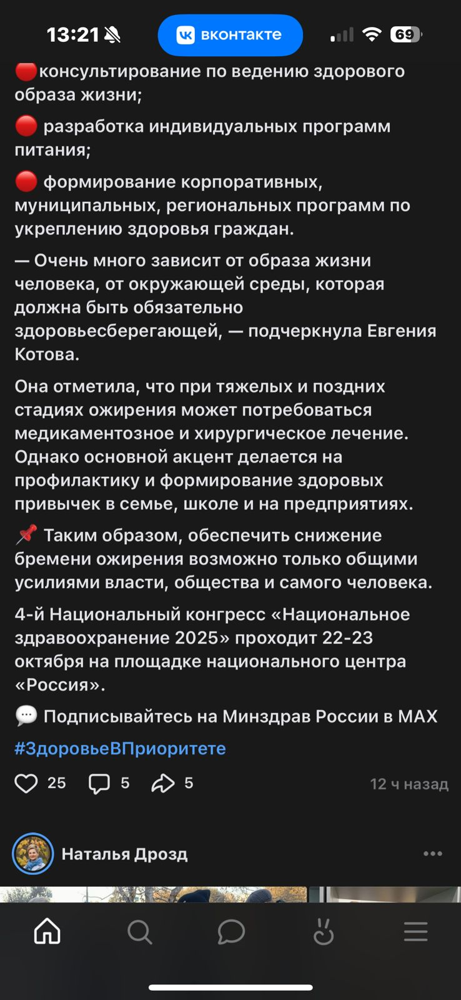 13:21
вконтакте
69
консультирование по ведению здорового
образа жизни;
разработка индивидуальных программ
питания;
формирование корпоративных,
муниципальных, региональных программ по
укреплению здоровья граждан.
— Очень много зависит от образа жизни
человека, от окружающей среды, которая
должна быть обязательно
здоровьесберегающей, — подчеркнула Евгения
Котова.
Она отметила, что при тяжелых и поздних
стадиях ожирения может потребоваться
медикаментозное и хирургическое лечение.
Однако основной акцент делается на
профилактику и формирование здоровых
привычек в семье, школе и на предприятиях.
📌 Таким образом, обеспечить снижение
бремени ожирения возможно только общими
усилиями власти, общества и самого человека.
4-й Национальный конгресс «Национальное
здравоохранение 2025» проходит 22-23
октября на площадке национального центра
«Россия».
💬 Подписывайтесь на Минздрав России в MAX
#ЗдоровьеВПриоритете
25 5 5 12 ч назад
Наталья Дрозд